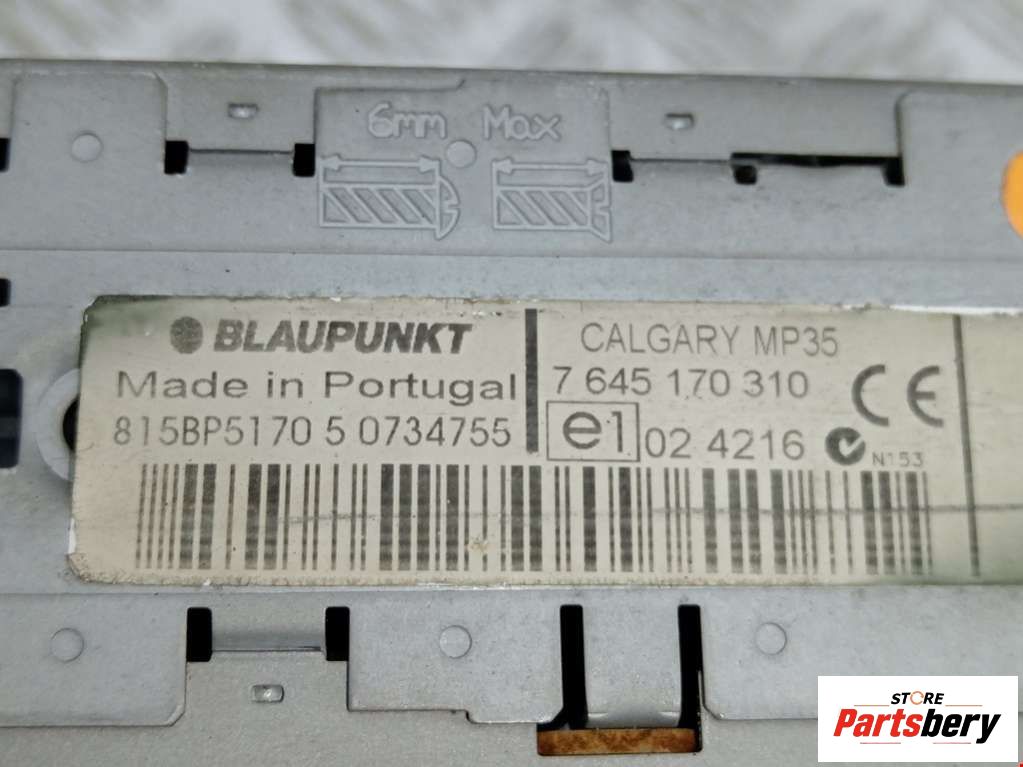 6mm Max
BLAUPUNKT
Made in Portugal
815BP5170 5 0734755
CALGARY MP35
7 645 170 310
e1 02 4216
CE
N153
STORE
Partsbery